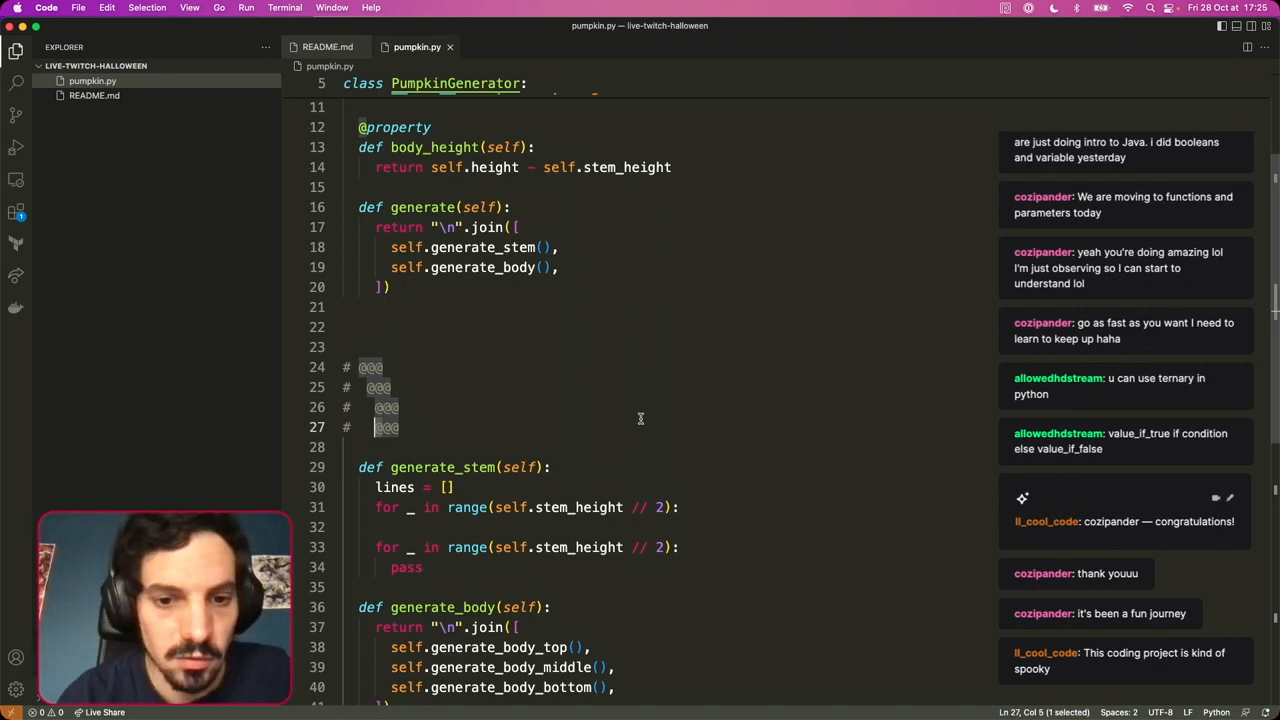 Code File Edit Selection View Go Run Terminal Window Help
Fri 28 Oct at 17:25
pumpkin.py — live-twitch-halloween
EXPLORER
LIVE-TWITCH-HALLOWEEN
pumpkin.py
README.md
README.md
pumpkin.py
pumpkin.py
5 class PumpkinGenerator:
11
12 @property
13 def body_height(self):
14 return self.height - self.stem_height
15
16 def generate(self):
17 return "\n".join([
18 self.generate_stem(),
19 self.generate_body(),
20 ])
21
22
23
24 # @@@
25 # @@@
26 # @@@
27 # @@@
28
29 def generate_stem(self):
30 lines = []
31 for _ in range(self.stem_height // 2):
32
33 for _ in range(self.stem_height // 2):
34 pass
35
36 def generate_body(self):
37 return "\n".join([
38 self.generate_body_top(),
39 self.generate_body_middle(),
40 self.generate_body_bottom(),
are just doing intro to Java. i did booleans
and variable yesterday
cozipander: We are moving to functions and
parameters today
cozipander: yeah you're doing amazing lol
I'm just observing so I can start to
understand lol
cozipander: go as fast as you want I need to
learn to keep up haha
allowedhdstream: u can use ternary in
python
allowedhdstream: value_if_true if condition
else value_if_false
ll_cool_code: cozipander — congratulations!
cozipander: thank youuu
cozipander: it's been a fun journey
ll_cool_code: This coding project is kind of
spooky
1
0 0 Live Share
Ln 27, Col 5 (1 selected) Spaces: 2 UTF-8 LF Python